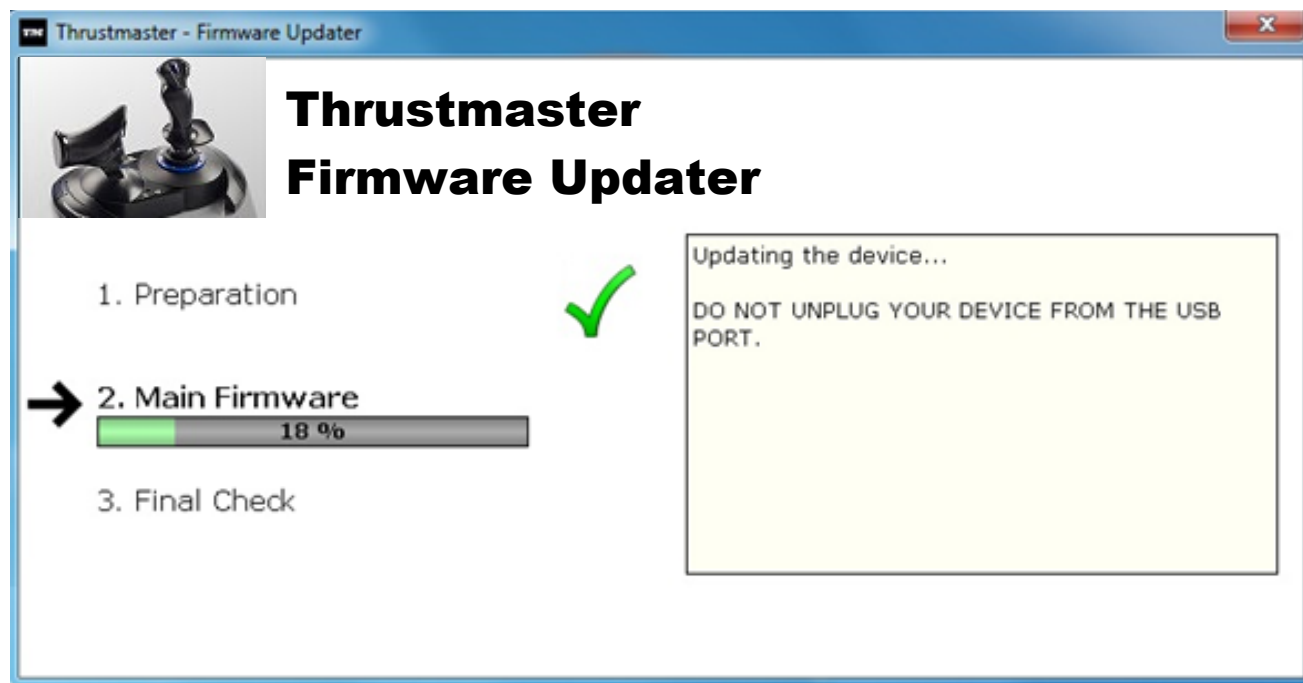 Thrustmaster - Firmware Updater
Thrustmaster
Firmware Updater
1. Preparation
2. Main Firmware
18 %
3. Final Check
Updating the device...
DO NOT UNPLUG YOUR DEVICE FROM THE USB
PORT.